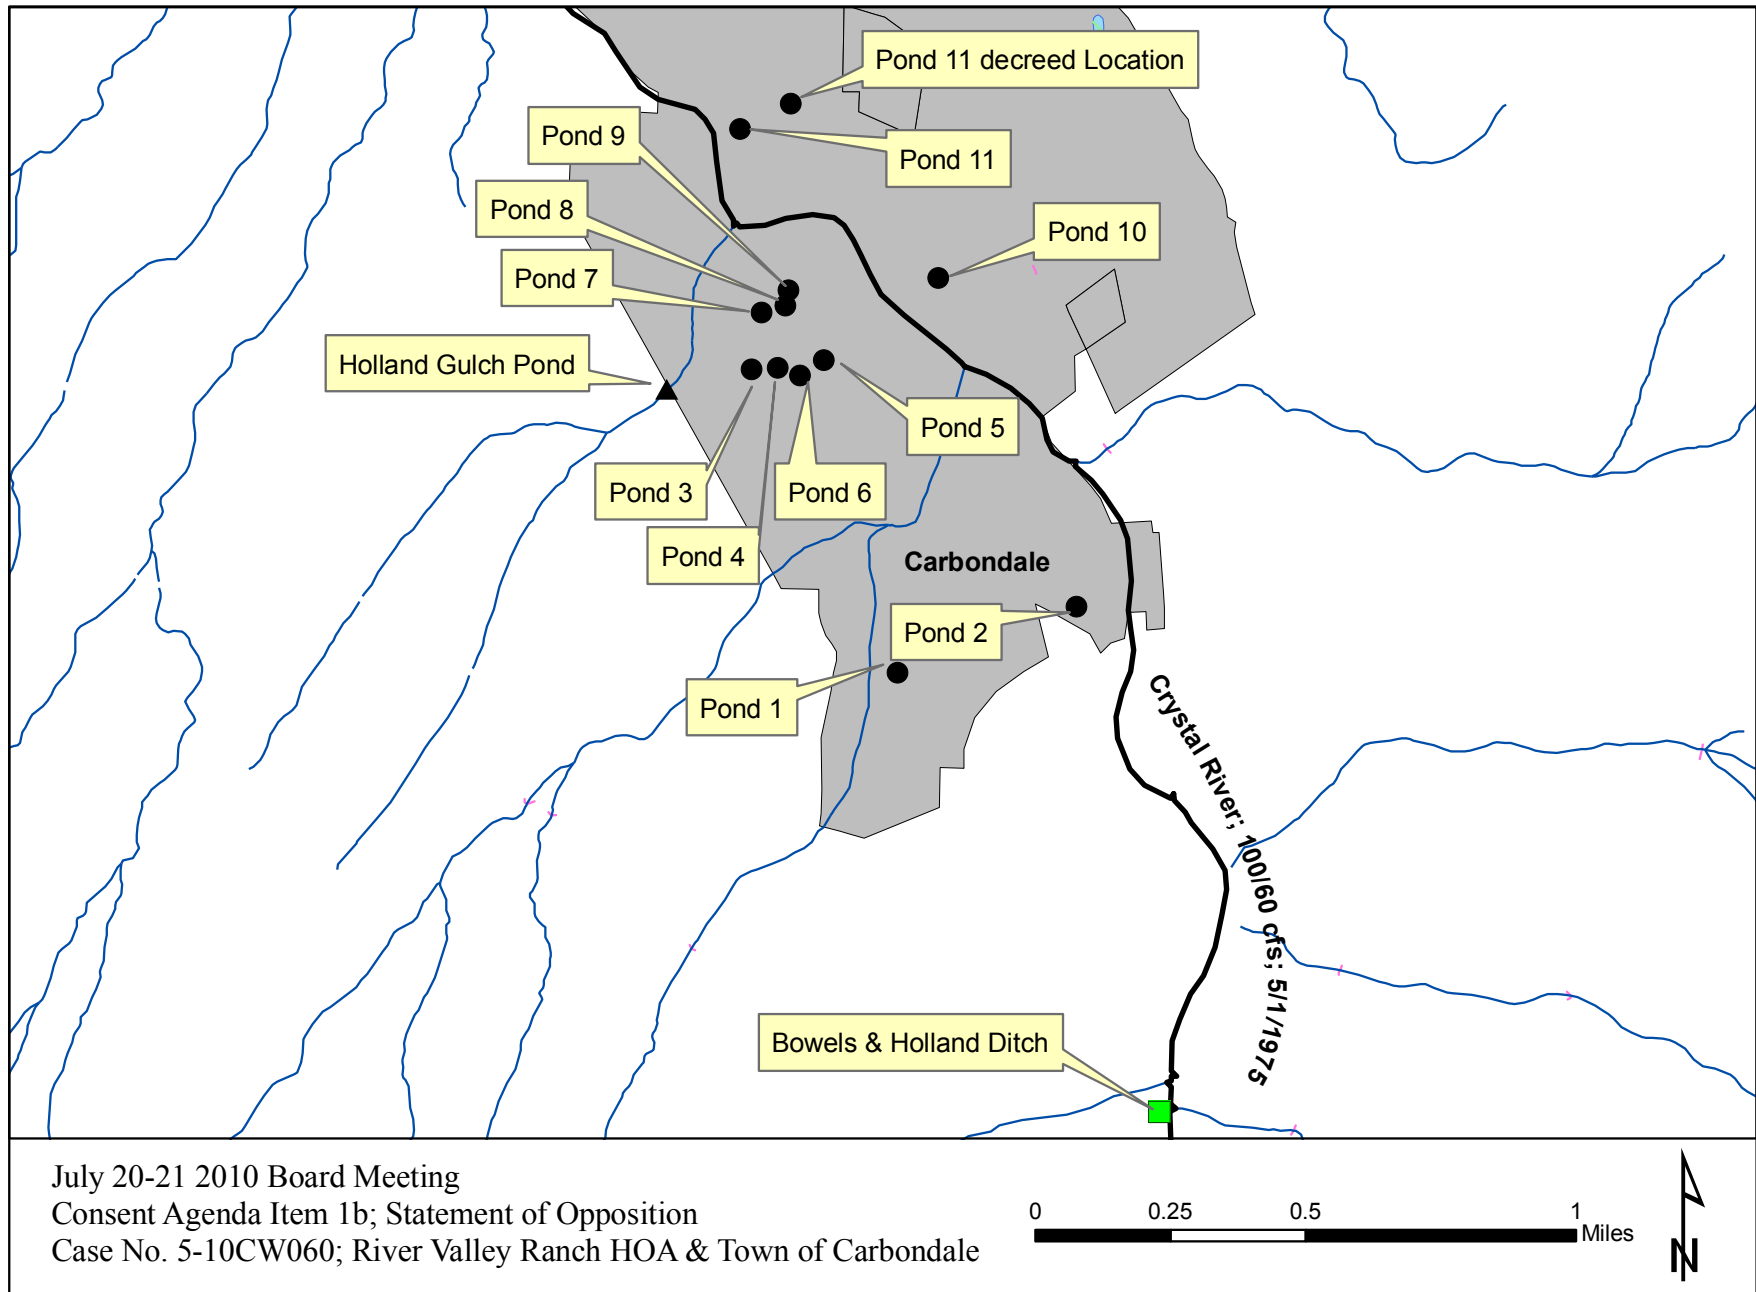 Pond 11 decreed Location
Pond 9
Pond 11
Pond 8
Pond 10
Pond 7
Holland Gulch Pond
Pond 5
Pond 3
Pond 6
Pond 4
Carbondale
Pond 2
Pond 1
Crystal River; 100/60 cfs; 5/1/1975
Bowels & Holland Ditch
July 20-21 2010 Board Meeting
Consent Agenda Item 1b; Statement of Opposition
Case No. 5-10CW060; River Valley Ranch HOA & Town of Carbondale
0 0.25 0.5 1
Miles
N